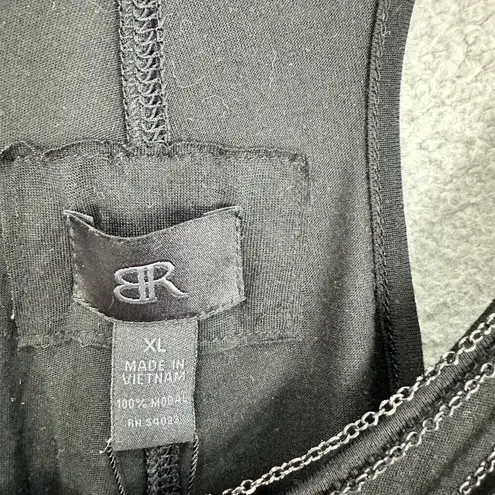 BR
XL
MADE IN
VIETNAM
100% MODAL
RN 54023